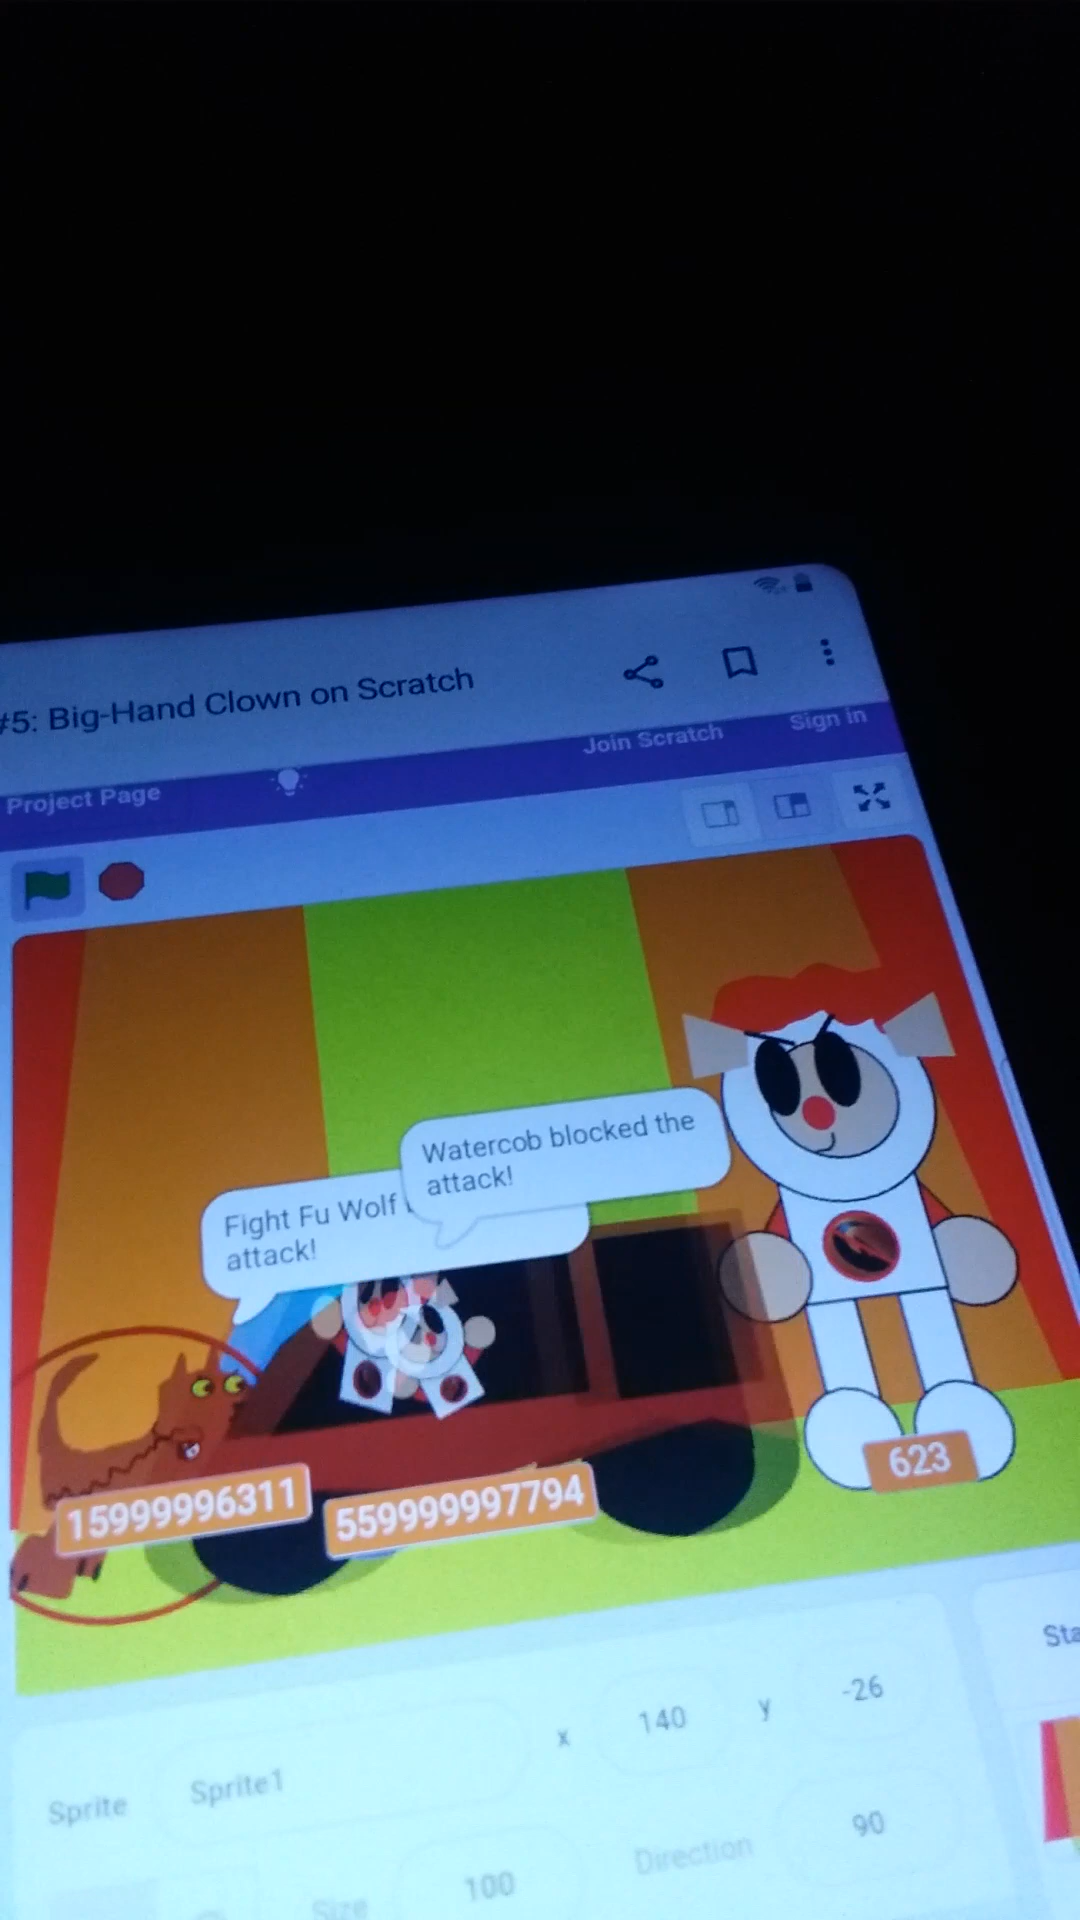 #5: Big-Hand Clown on Scratch
Join Scratch
Sign in
Project Page
Watercob blocked the
attack!
Fight Fu Wolf
attack!
15999996311
559999997794
623
Sprite
Sprite1
x
140
y
-26
Size
100
Direction
90